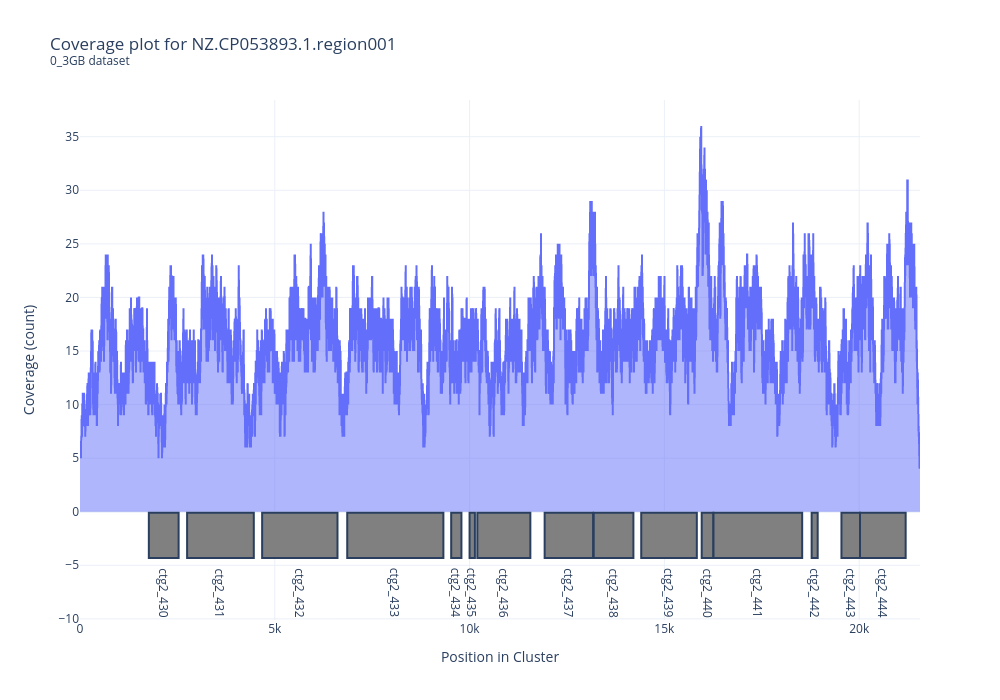 Coverage plot for NZ.CP053893.1.region001
0_3GB dataset
35
30
25
20
15
10
5
0
−5
−10
Coverage (count)
ctg2_430
ctg2_431
ctg2_432
ctg2_433
ctg2_434
ctg2_435
ctg2_436
ctg2_437
ctg2_438
ctg2_439
ctg2_440
ctg2_441
ctg2_442
ctg2_443
ctg2_444
0
5k
10k
15k
20k
Position in Cluster